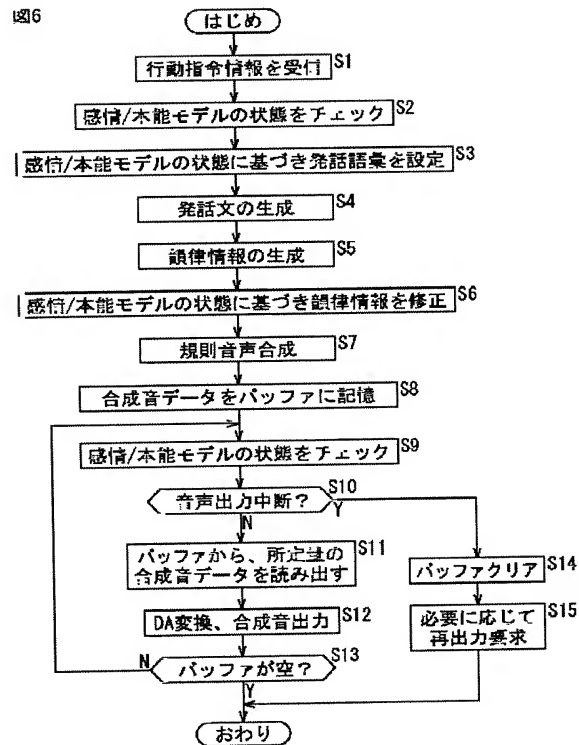 図6
はじめ
行動指令情報を受信 S1
感情/本能モデルの状態をチェック S2
感情/本能モデルの状態に基づき発話語彙を設定 S3
発話文の生成 S4
韻律情報の生成 S5
感情/本能モデルの状態に基づき韻律情報を修正 S6
規則音声合成 S7
合成音データをバッファに記憶 S8
感情/本能モデルの状態をチェック S9
音声出力中断? S10
N
Y
バッファから、所定量の S11
合成音データを読み出す
バッファクリア S14
DA変換、合成音出力 S12
必要に応じて S15
再出力要求
N
バッファが空? S13
Y
おわり